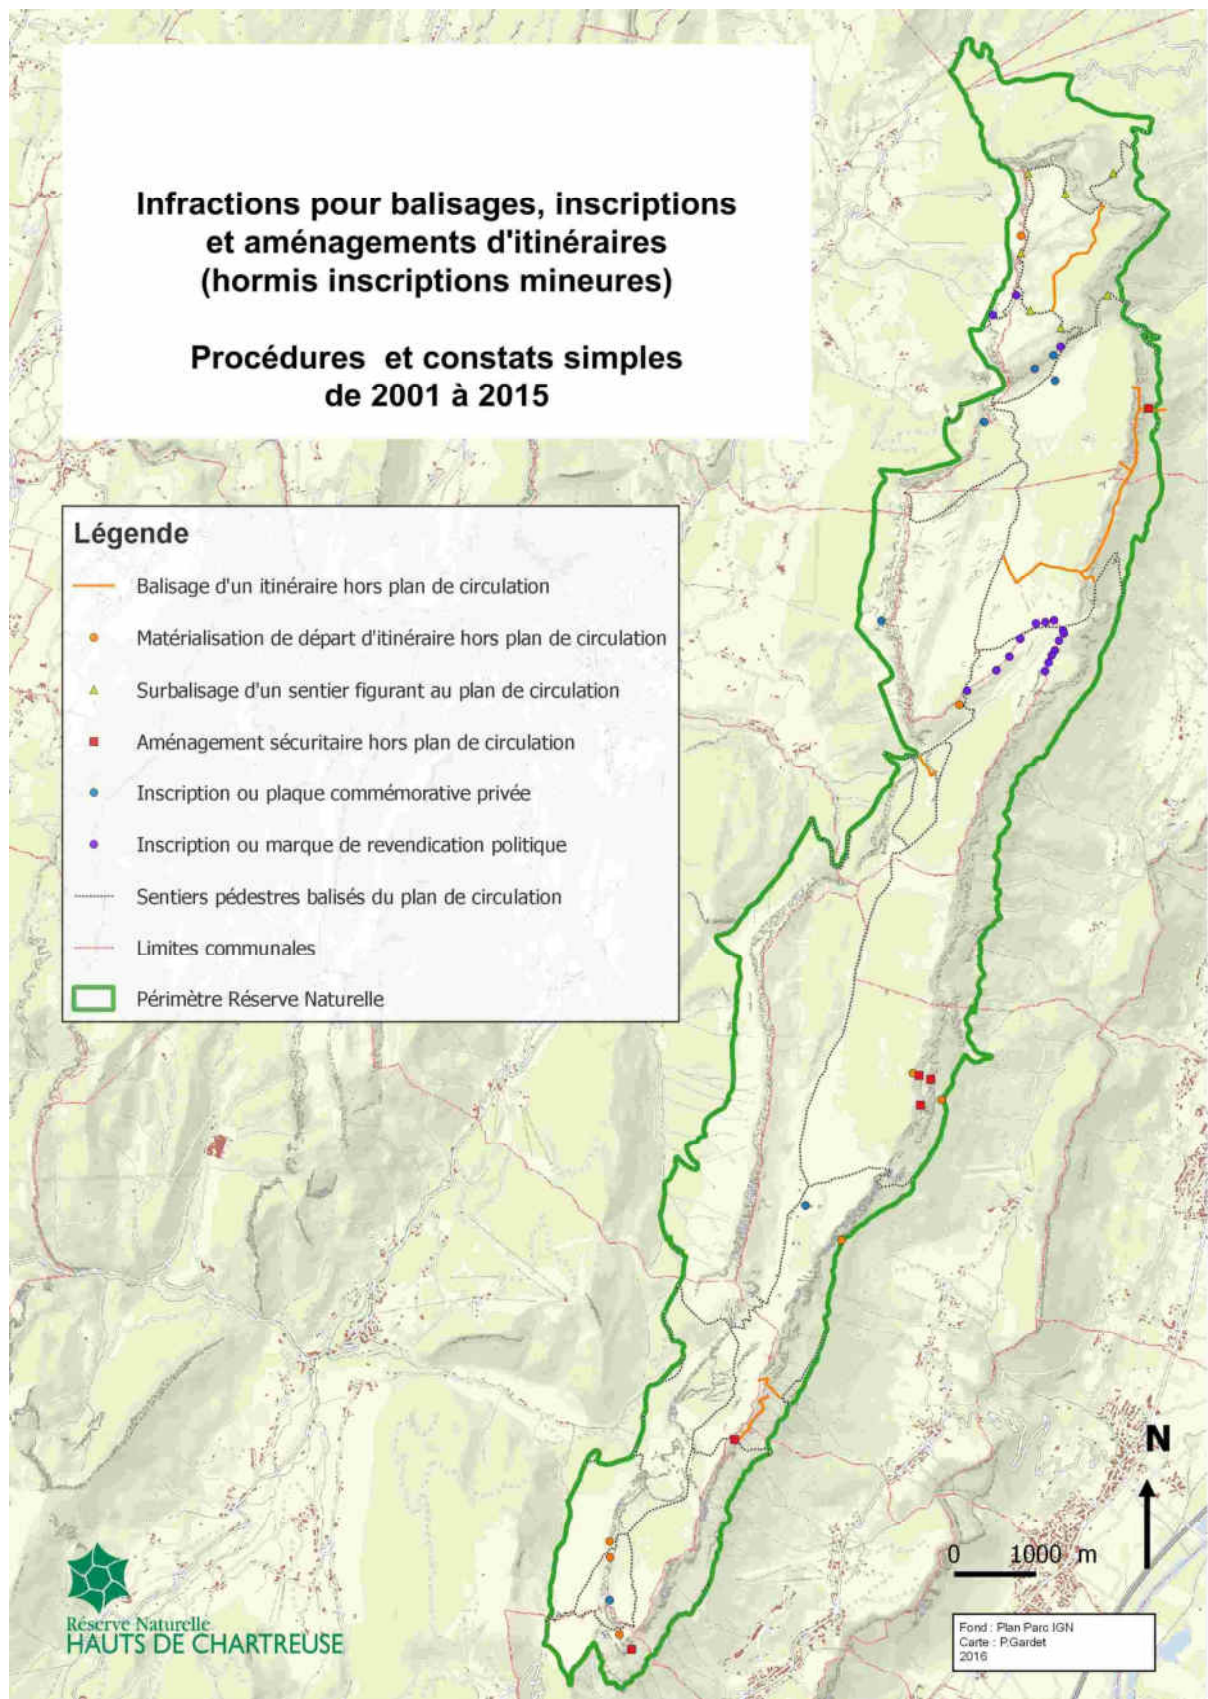 Infractions pour balisages, inscriptions
et aménagements d'itinéraires
(hormis inscriptions mineures)
Procédures et constats simples
de 2001 à 2015
Légende
Balisage d'un itinéraire hors plan de circulation
Matérialisation de départ d'itinéraire hors plan de circulation
Surbalisage d'un sentier figurant au plan de circulation
Aménagement sécuritaire hors plan de circulation
Inscription ou plaque commémorative privée
Inscription ou marque de revendication politique
Sentiers pédestres balisés du plan de circulation
Limites communales
Périmètre Réserve Naturelle
N
0 1000 m
Réserve Naturelle
HAUTS DE CHARTREUSE
Fond : Plan Parc IGN
Carte : P.Gardet
2016